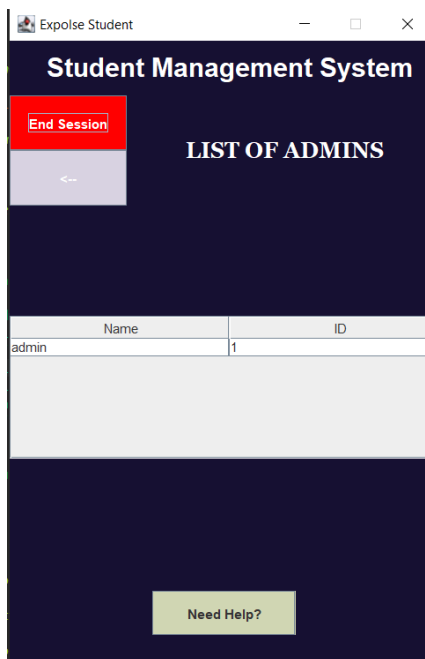 Expolse Student
Student Management System
End Session
LIST OF ADMINS
<--
Name ID
admin 1
Need Help?